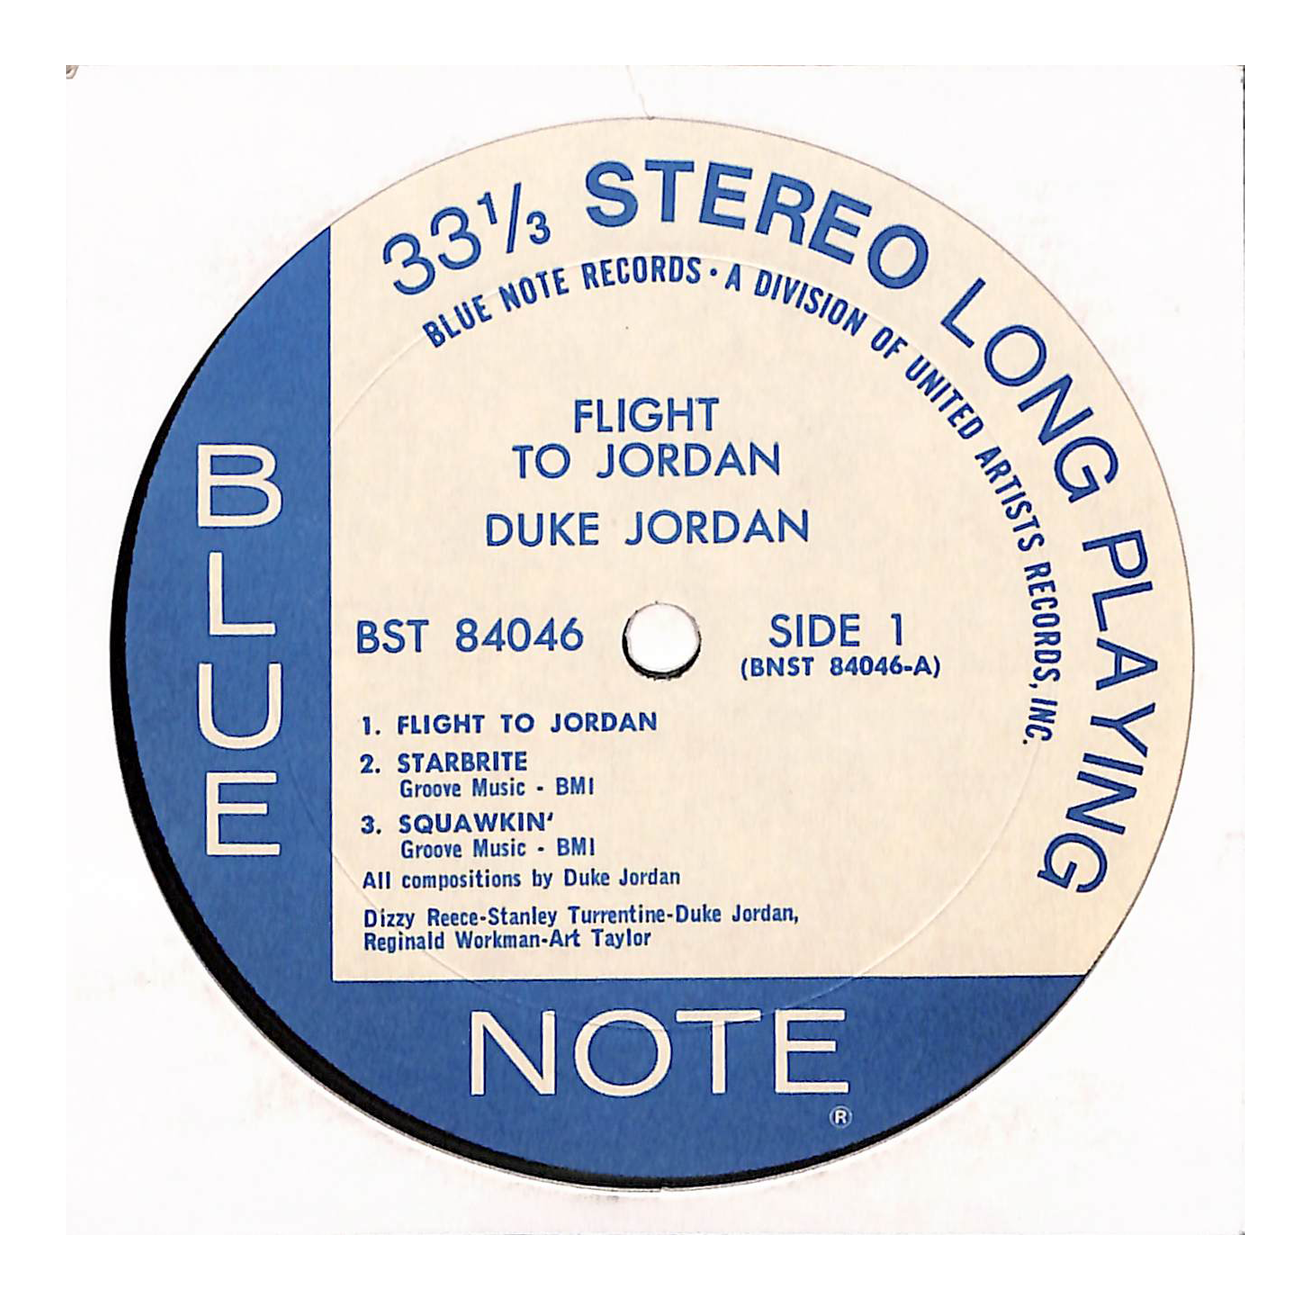 33⅓ STEREO LONG PLAYING
BLUE NOTE RECORDS • A DIVISION OF UNITED ARTISTS RECORDS, INC.
FLIGHT
TO JORDAN
DUKE JORDAN
BST 84046
SIDE 1
(BNST 84046-A)
1. FLIGHT TO JORDAN
2. STARBRITE
Groove Music - BMI
3. SQUAWKIN'
Groove Music - BMI
All compositions by Duke Jordan
Dizzy Reece-Stanley Turrentine-Duke Jordan,
Reginald Workman-Art Taylor
BLUE
NOTE
®